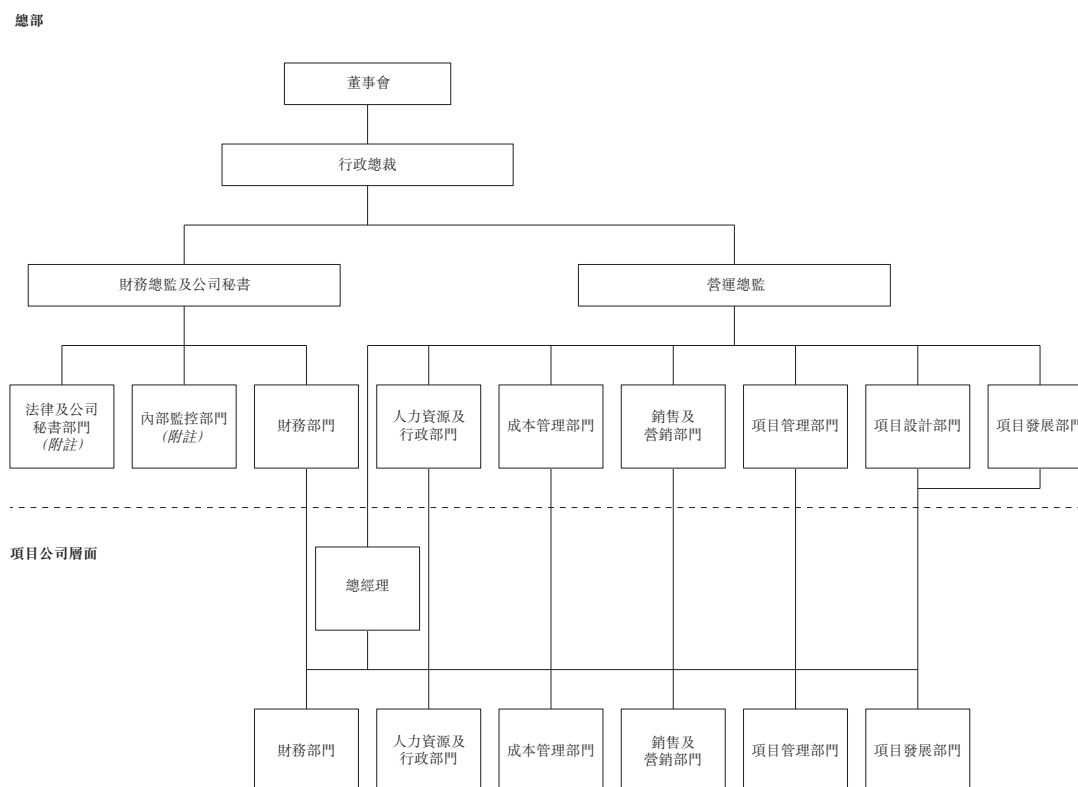 總部
董事會
行政總裁
財務總監及公司秘書
營運總監
法律及公司
秘書部門
(附註)
內部監控部門
(附註)
財務部門
人力資源及
行政部門
成本管理部門
銷售及
營銷部門
項目管理部門
項目設計部門
項目發展部門
項目公司層面
總經理
財務部門
人力資源及
行政部門
成本管理部門
銷售及
營銷部門
項目管理部門
項目發展部門